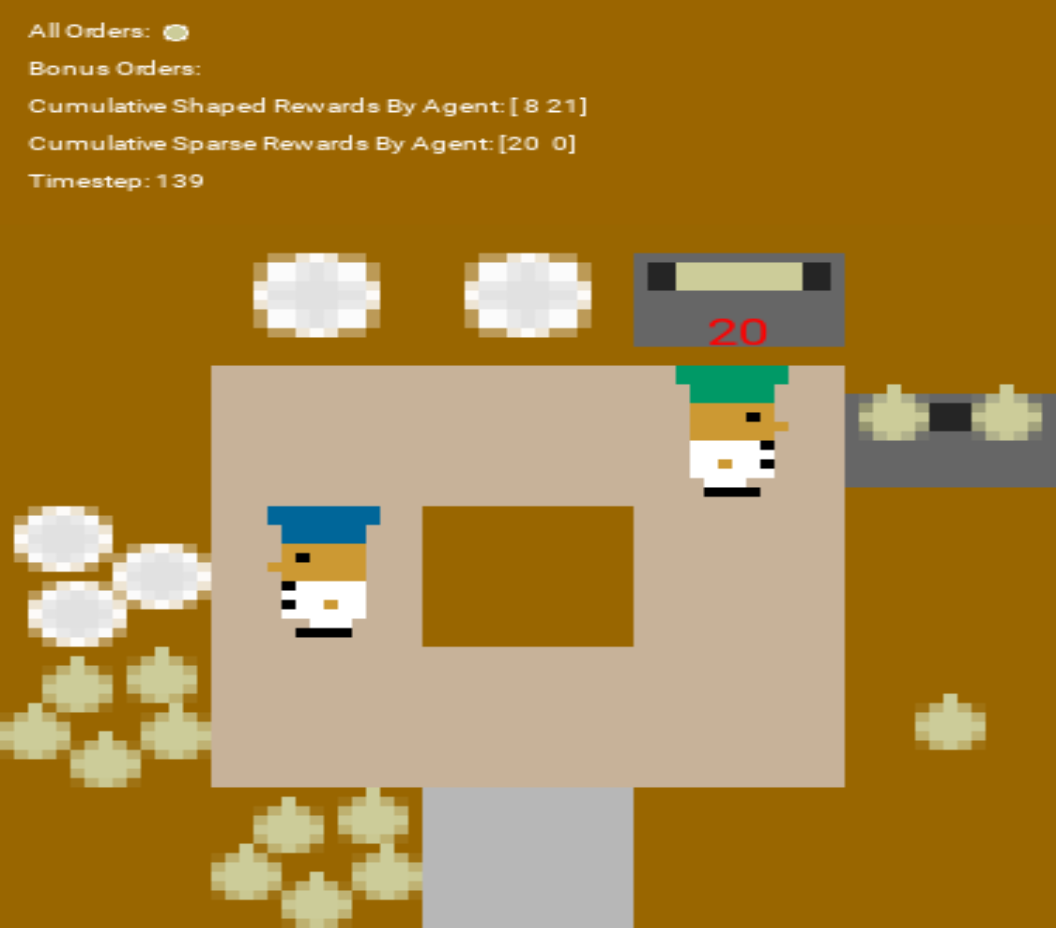 All Orders:
Bonus Orders:
Cumulative Shaped Rewards By Agent: [ 8 21]
Cumulative Sparse Rewards By Agent: [20  0]
Timestep: 139
20